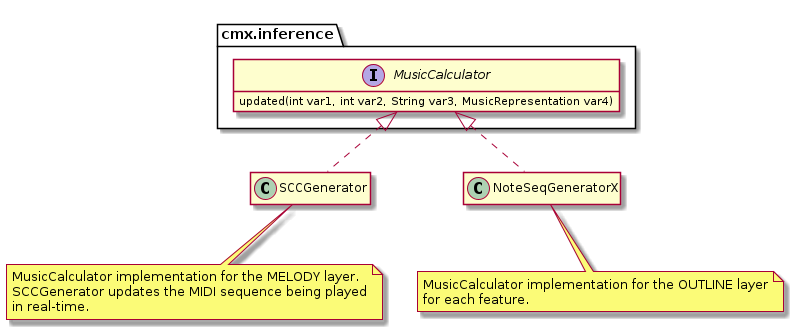 cmx.inference
I MusicCalculator
updated(int var1, int var2, String var3, MusicRepresentation var4)
C SCCGenerator
C NoteSeqGeneratorX
MusicCalculator implementation for the MELODY layer.
SCCGenerator updates the MIDI sequence being played
in real-time.
MusicCalculator implementation for the OUTLINE layer
for each feature.